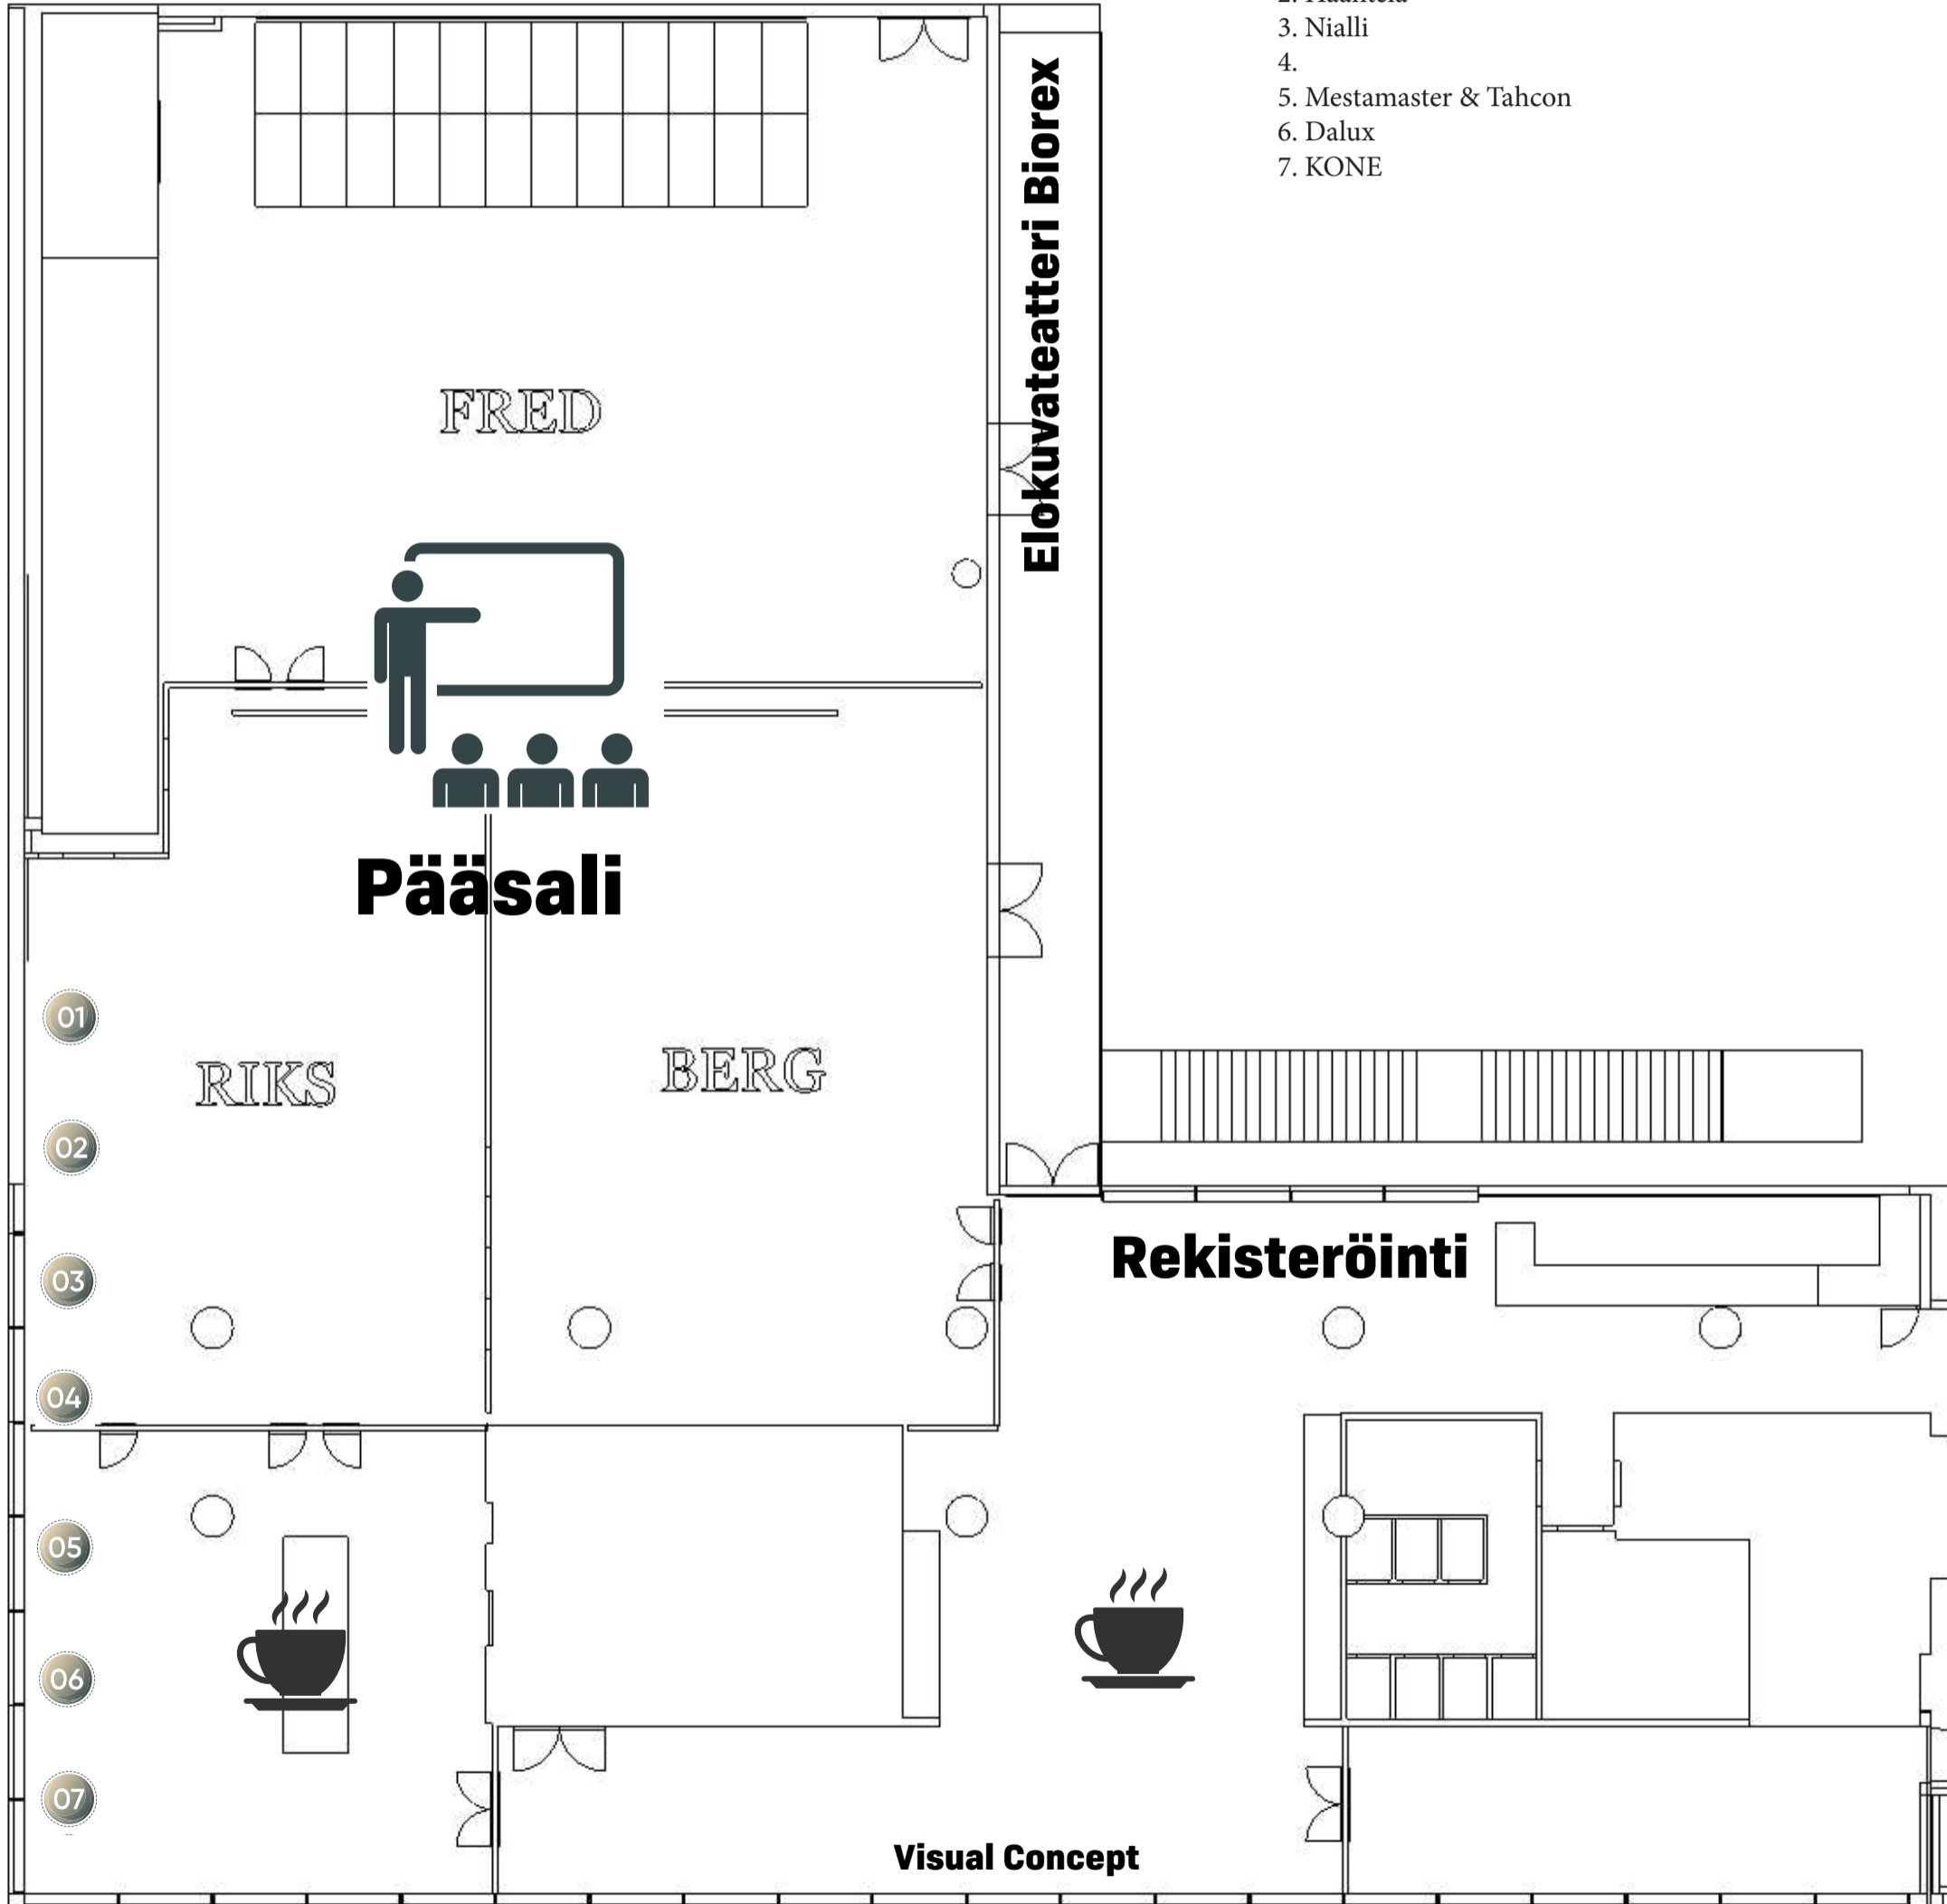 3. Nialli
4.
5. Mestamaster & Tahcon
6. Dalux
7. KONE
Elokuvateatteri Biorex
FRED
Pääsali
01
RIKS
BERG
02
Rekisteröinti
03
04
05
06
07
Visual Concept